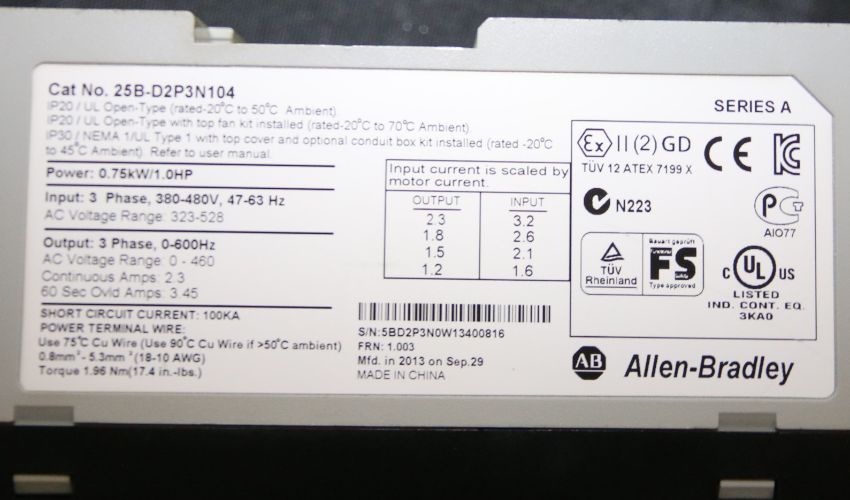 Cat No. 25B-D2P3N104
IP20 / UL Open-Type (rated-20°C to 50°C Ambient).
IP20 / UL Open-Type with top fan kit installed (rated-20°C to 70°C Ambient).
IP30 / NEMA 1/UL Type 1 with top cover and optional conduit box kit installed (rated -20°C
to 45°C Ambient). Refer to user manual.
Power: 0.75kW/1.0HP
Input: 3 Phase, 380-480V, 47-63 Hz
AC Voltage Range: 323-528
Output: 3 Phase, 0-600Hz
AC Voltage Range: 0 - 460
Continuous Amps: 2.3
60 Sec Ovld Amps: 3.45
SHORT CIRCUIT CURRENT: 100KA
POWER TERMINAL WIRE:
Use 75°C Cu Wire (Use 90°C Cu Wire if >50°C ambient)
0.8mm² - 5.3mm² (18-10 AWG)
Torque 1.96 Nm(17.4 in.-lbs.)
Input current is scaled by
motor current.
OUTPUT INPUT
2.3 3.2
1.8 2.6
1.5 2.1
1.2 1.6
S/N:5BD2P3N0W13400816
FRN: 1.003
Mfd. in 2013 on Sep.29
MADE IN CHINA
SERIES A
Ex II (2) GD
TÜV 12 ATEX 7199 X
CE
N223
AIO77
TÜV
Rheinland
Bauart geprüft
Functional
Safety
FS
Type approved
C UL US
LISTED
IND. CONT. EQ.
3KA0
AB Allen-Bradley